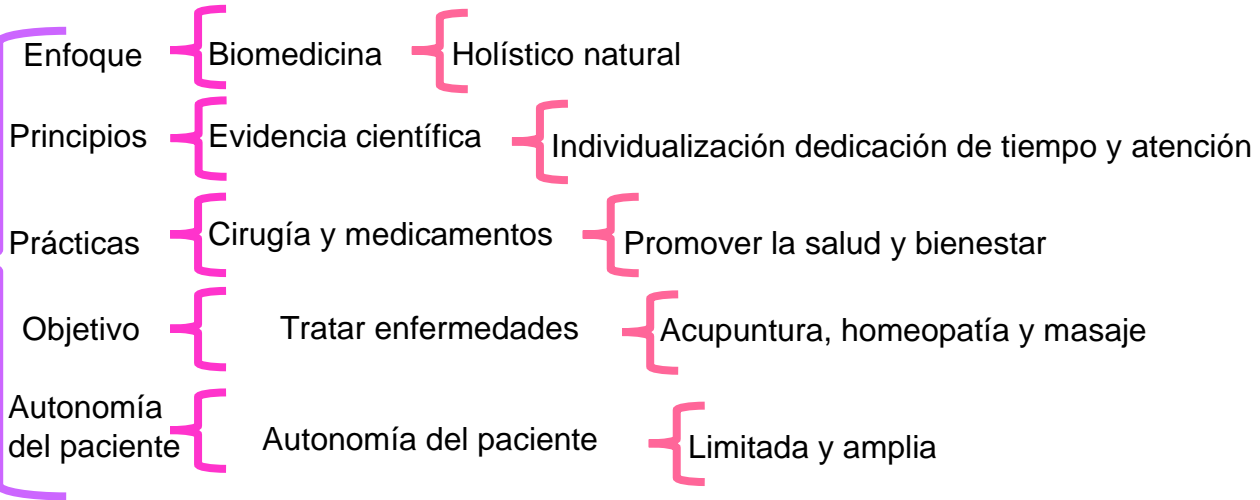 Enfoque
Biomedicina
Holístico natural
Principios
Evidencia científica
Individualización dedicación de tiempo y atención
Prácticas
Cirugía y medicamentos
Promover la salud y bienestar
Objetivo
Tratar enfermedades
Acupuntura, homeopatía y masaje
Autonomía
del paciente
Autonomía del paciente
Limitada y amplia